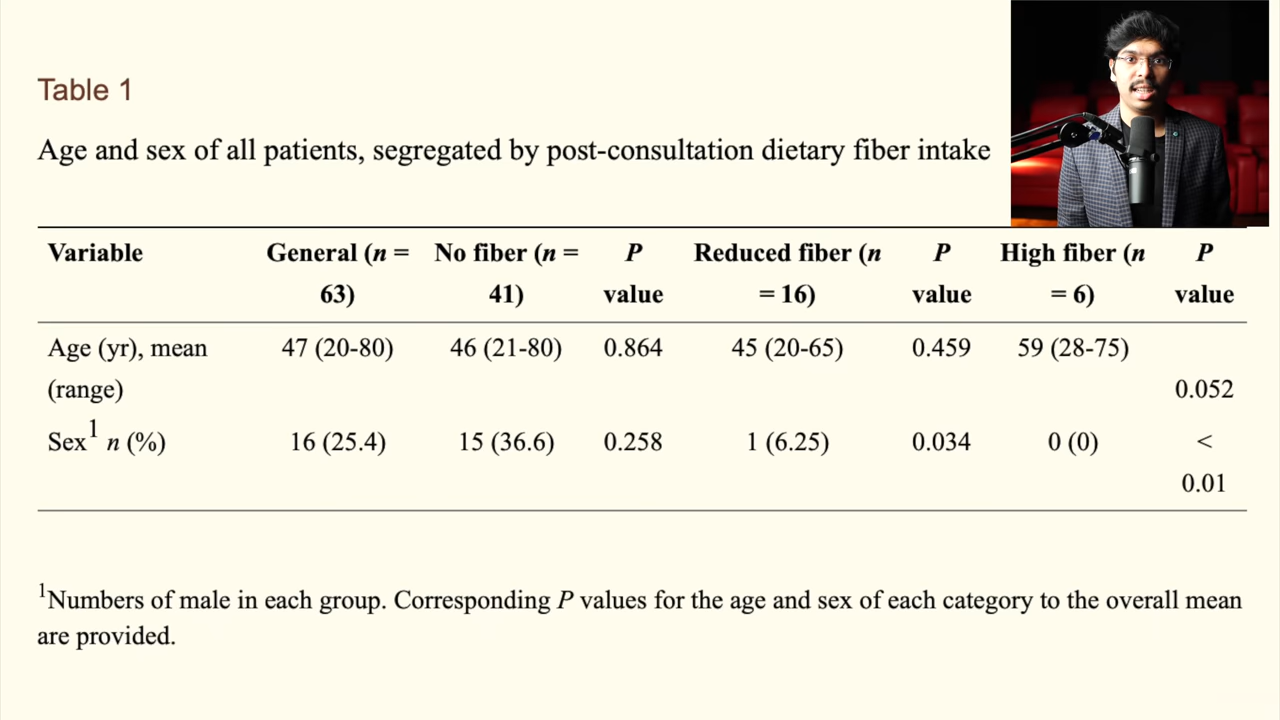 Table 1
Age and sex of all patients, segregated by post-consultation dietary fiber intake
Variable General (n = 63) No fiber (n = 41) P value Reduced fiber (n = 16) P value High fiber (n = 6) P value
Age (yr), mean (range) 47 (20-80) 46 (21-80) 0.864 45 (20-65) 0.459 59 (28-75) 0.052
Sex¹ n (%) 16 (25.4) 15 (36.6) 0.258 1 (6.25) 0.034 0 (0) < 0.01
¹Numbers of male in each group. Corresponding P values for the age and sex of each category to the overall mean
are provided.